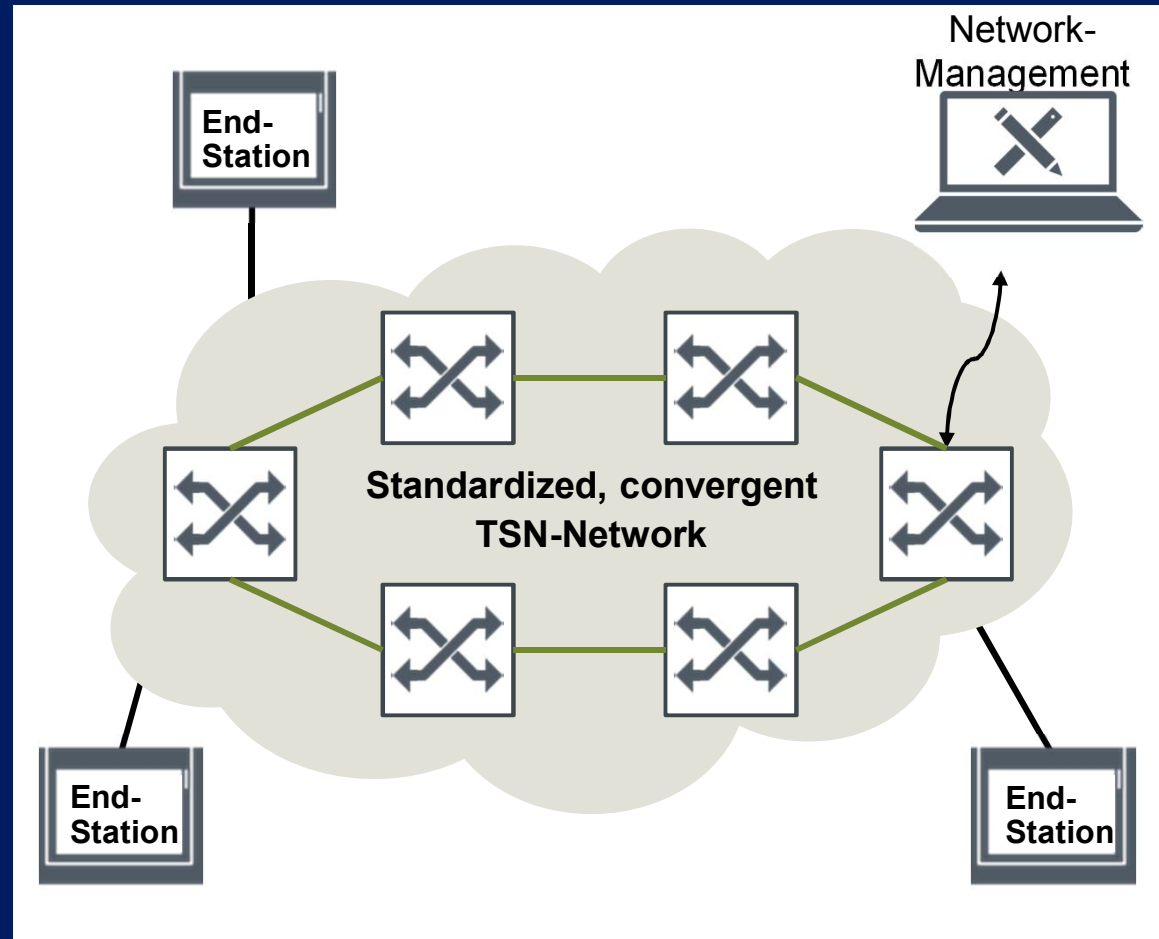 Network-
Management
End-
Station
Standardized, convergent
TSN-Network
End-
Station
End-
Station